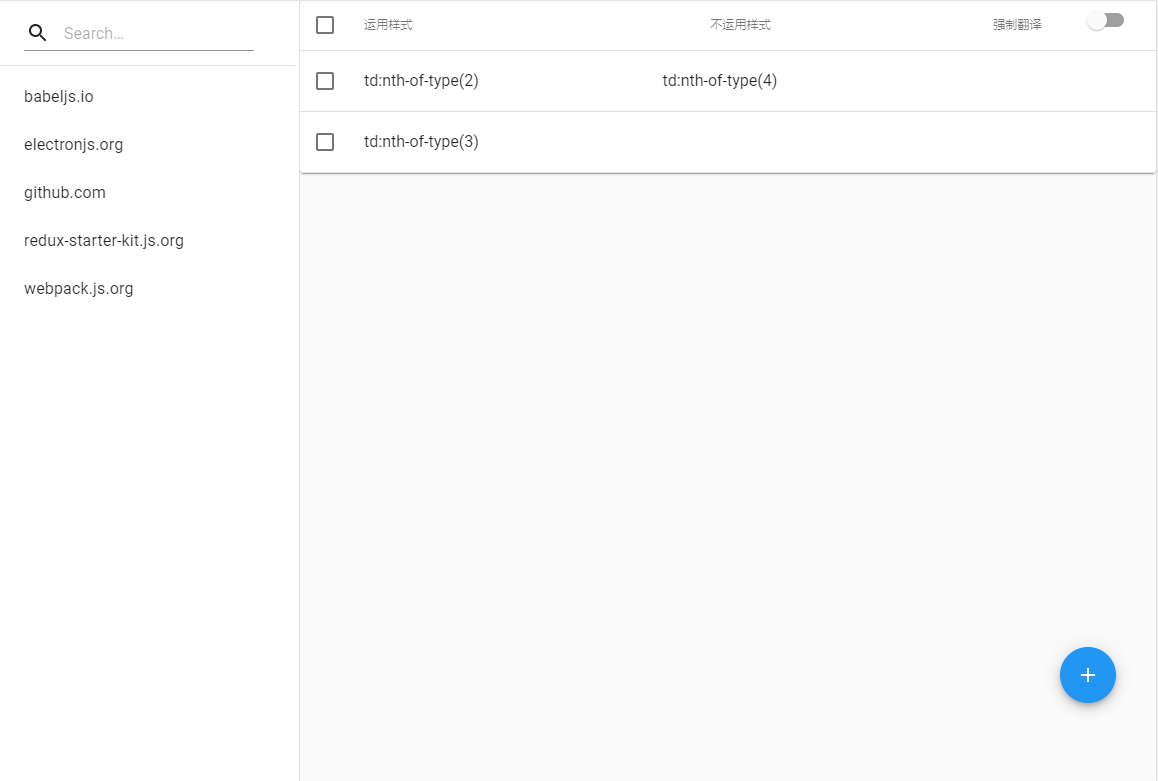 Search...
babeljs.io
electronjs.org
github.com
redux-starter-kit.js.org
webpack.js.org
运用样式 不运用样式 强制翻译
td:nth-of-type(2) td:nth-of-type(4)
td:nth-of-type(3)